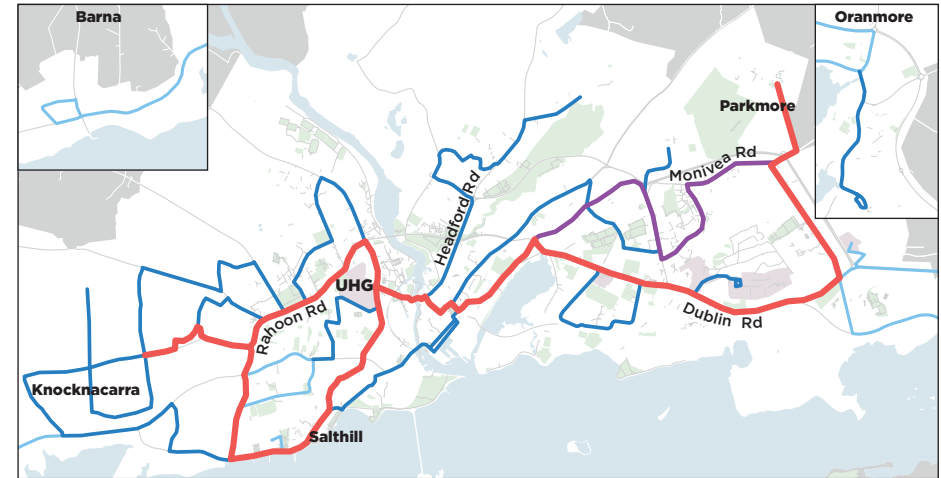 Barna
Oranmore
Parkmore
Monivea Rd
Headford Rd
UHG
Rahoon Rd
Dublin Rd
Knocknacarra
Salthill